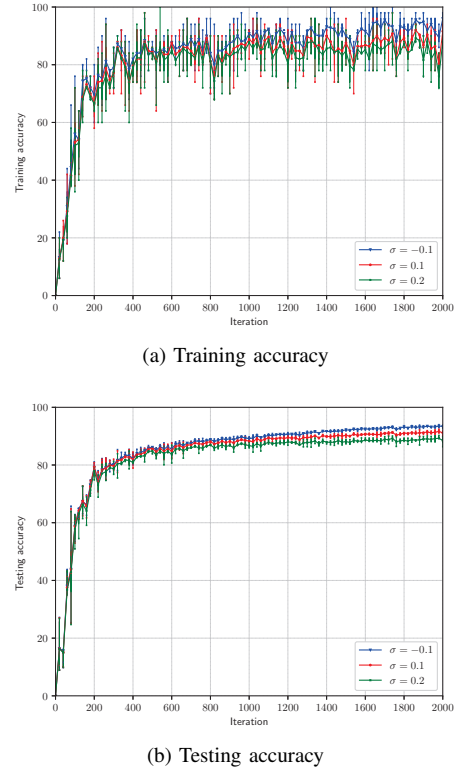 100
80
60
40
20
0
Training accuracy
σ = −0.1
σ = 0.1
σ = 0.2
0 200 400 600 800 1000 1200 1400 1600 1800 2000
Iteration
(a) Training accuracy
100
80
60
40
20
0
Testing accuracy
σ = −0.1
σ = 0.1
σ = 0.2
0 200 400 600 800 1000 1200 1400 1600 1800 2000
Iteration
(b) Testing accuracy